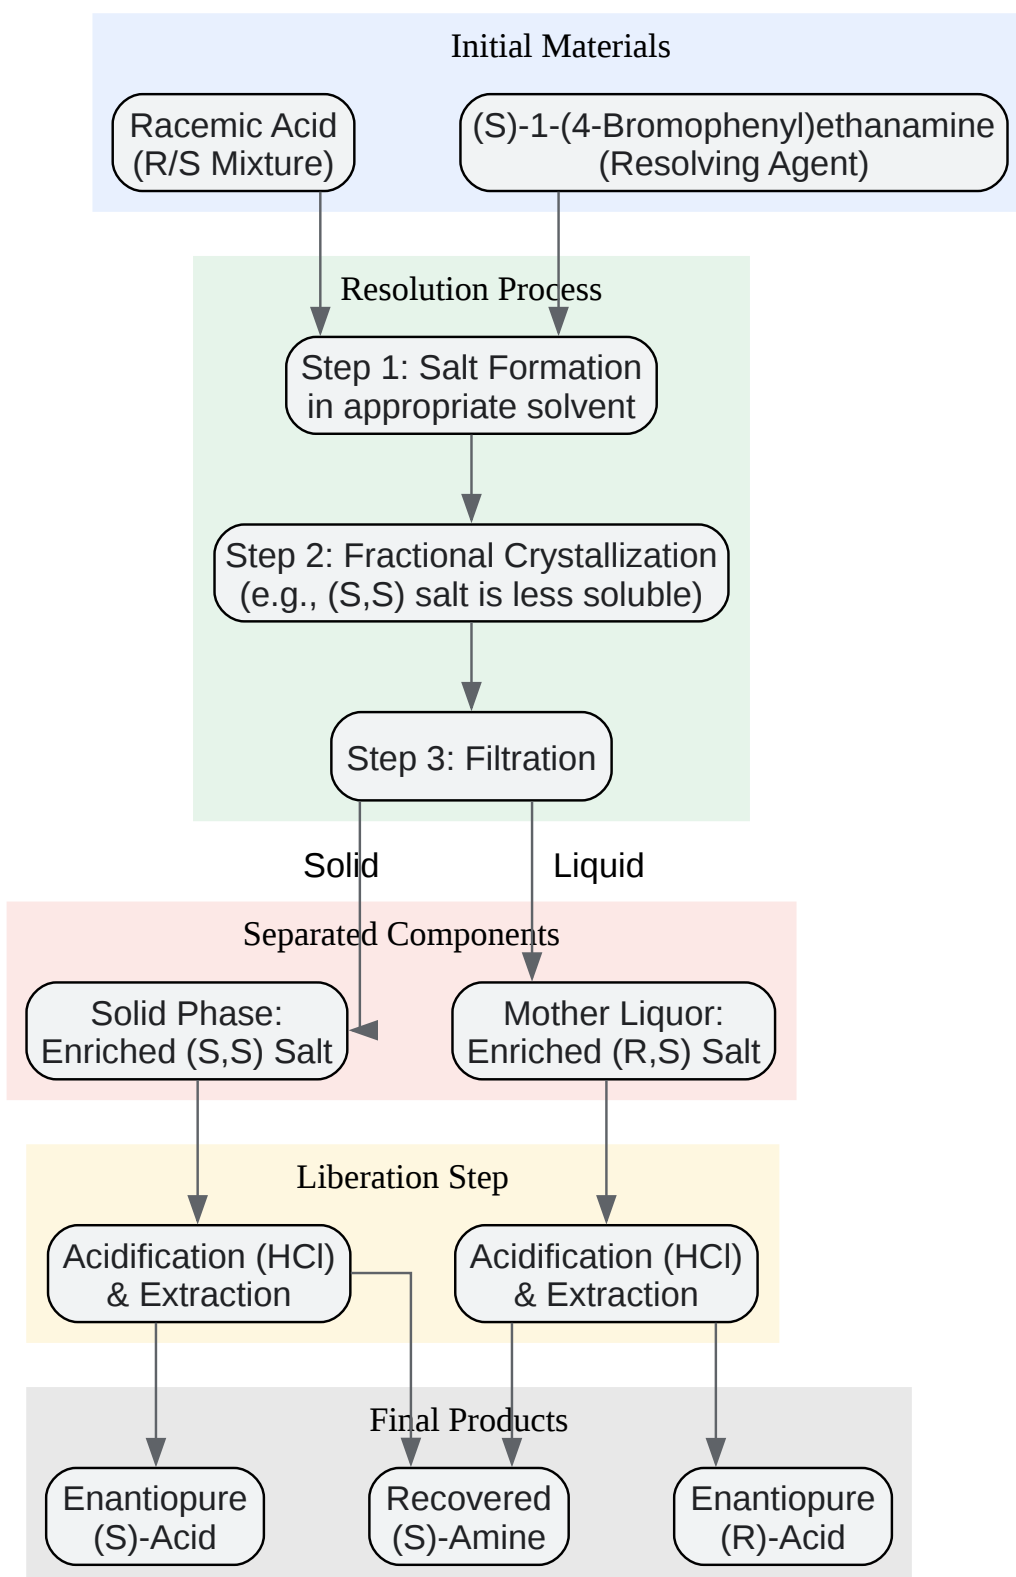 Initial Materials
Racemic Acid
(R/S Mixture)
(S)-1-(4-Bromophenyl)ethanamine
(Resolving Agent)
Resolution Process
Step 1: Salt Formation
in appropriate solvent
Step 2: Fractional Crystallization
(e.g., (S,S) salt is less soluble)
Step 3: Filtration
Solid
Liquid
Separated Components
Solid Phase:
Enriched (S,S) Salt
Mother Liquor:
Enriched (R,S) Salt
Liberation Step
Acidification (HCl)
& Extraction
Acidification (HCl)
& Extraction
Final Products
Enantiopure
(S)-Acid
Recovered
(S)-Amine
Enantiopure
(R)-Acid